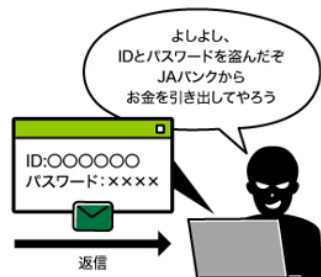 よしよし、
IDとパスワードを盗んだぞ
JAバンクから
お金を引き出してやろう
ID:〇〇〇〇〇〇
パスワード：××××
返信